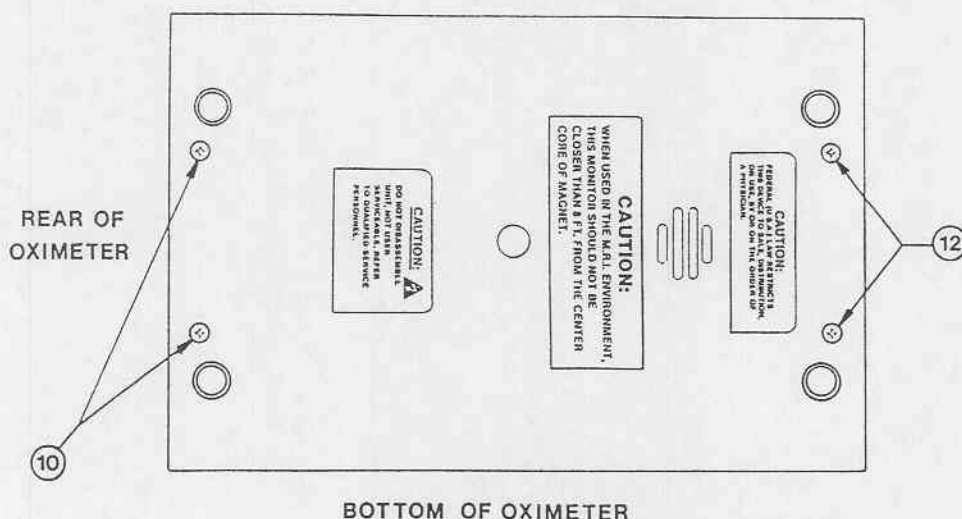 REAR OF
OXIMETER
10
CAUTION:
DO NOT DISASSEMBLE
UNIT, NOT USER
SERVICEABLE, REFER
TO QUALIFIED SERVICE
PERSONNEL.
CAUTION:
WHEN USED IN THE M.R.I. ENVIRONMENT,
THIS MONITOR SHOULD NOT BE
CLOSER THAN 8 FT. FROM THE CENTER
CORE OF MAGNET.
CAUTION:
FEDERAL (U.S.A.) LAW RESTRICTS
THIS DEVICE TO SALE, DISTRIBUTION,
OR USE, BY OR ON THE ORDER OF
A PHYSICIAN.
12
BOTTOM OF OXIMETER